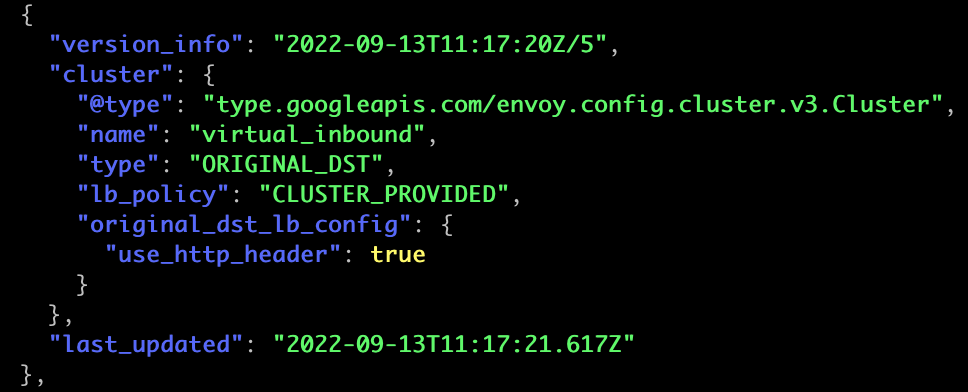 {
  "version_info": "2022-09-13T11:17:20Z/5",
  "cluster": {
    "@type": "type.googleapis.com/envoy.config.cluster.v3.Cluster",
    "name": "virtual_inbound",
    "type": "ORIGINAL_DST",
    "lb_policy": "CLUSTER_PROVIDED",
    "original_dst_lb_config": {
      "use_http_header": true
    }
  },
  "last_updated": "2022-09-13T11:17:21.617Z"
},